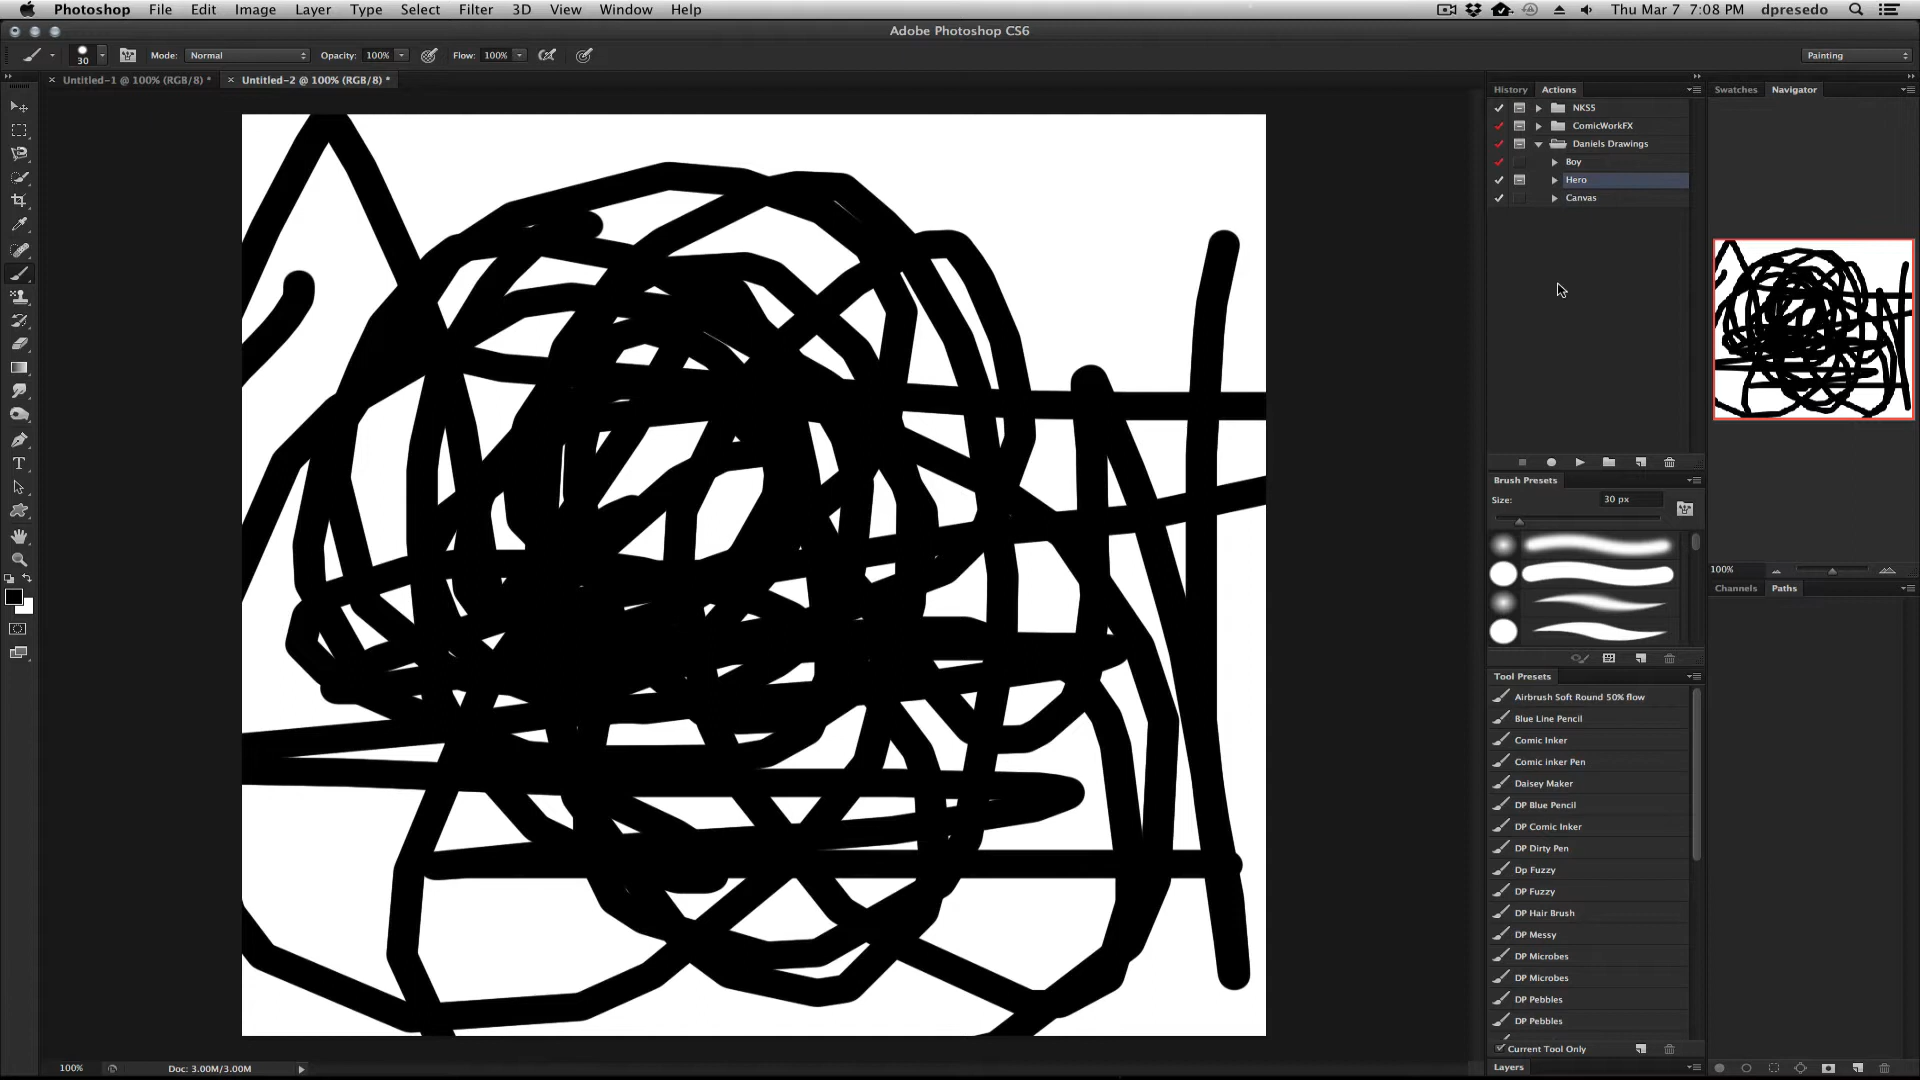 Photoshop File Edit Image Layer Type Select Filter 3D View Window Help Thu Mar 7 7:08 PM dpresedo
Adobe Photoshop CS6
30 Mode: Normal Opacity: 100% Flow: 100% Painting
Untitled-1 @ 100% (RGB/8) * Untitled-2 @ 100% (RGB/8) *
History Actions
NKS5
ComicWorkFX
Daniels Drawings
Boy
Hero
Canvas
Swatches Navigator
100%
Brush Presets
Size: 30 px
Channels Paths
Tool Presets
Airbrush Soft Round 50% flow
Blue Line Pencil
Comic Inker
Comic inker Pen
Daisey Maker
DP Blue Pencil
DP Comic Inker
DP Dirty Pen
Dp Fuzzy
DP Fuzzy
DP Hair Brush
DP Messy
DP Microbes
DP Microbes
DP Pebbles
DP Pebbles
Current Tool Only
Layers
100% Doc: 3.00M/3.00M